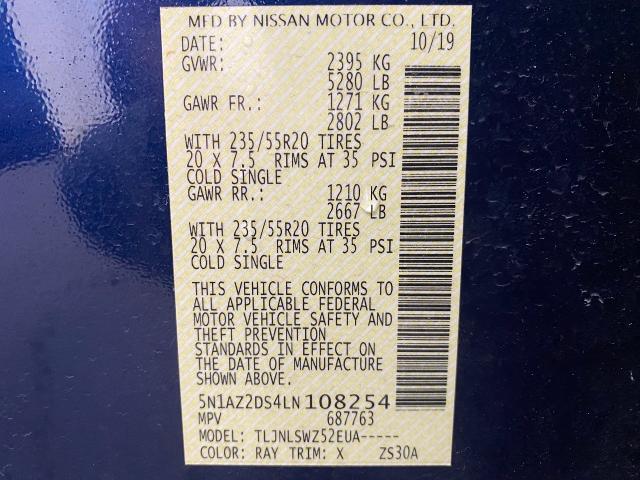 MFD BY NISSAN MOTOR CO., LTD.
DATE: 10/19
GVWR: 2395 KG
5280 LB
GAWR FR.: 1271 KG
2802 LB
WITH 235/55R20 TIRES
20 X 7.5 RIMS AT 35 PSI
COLD SINGLE
GAWR RR.: 1210 KG
2667 LB
WITH 235/55R20 TIRES
20 X 7.5 RIMS AT 35 PSI
COLD SINGLE
THIS VEHICLE CONFORMS TO
ALL APPLICABLE FEDERAL
MOTOR VEHICLE SAFETY AND
THEFT PREVENTION
STANDARDS IN EFFECT ON
THE DATE OF MANUFACTURE
SHOWN ABOVE.
5N1AZ2DS4LN108254
MPV 687763
MODEL: TLJNLSWZ52EUA-----
COLOR: RAY TRIM: X ZS30A